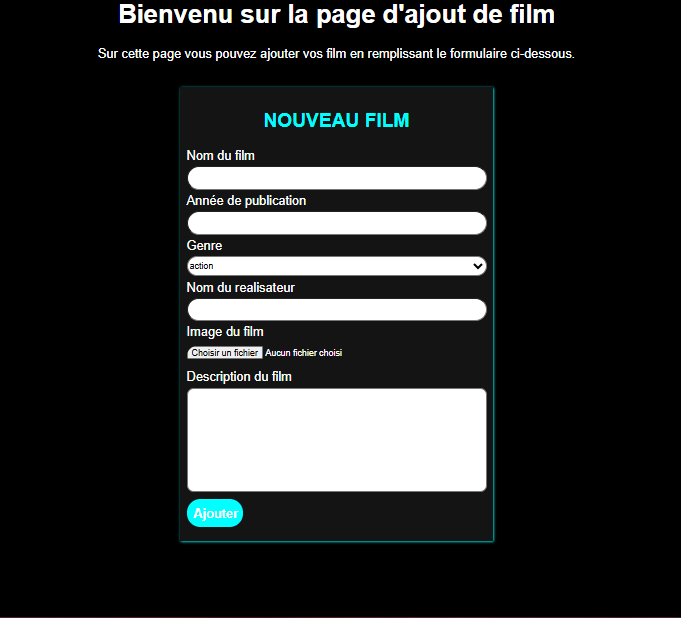 Bienvenu sur la page d'ajout de film
Sur cette page vous pouvez ajouter vos film en remplissant le formulaire ci-dessous.
NOUVEAU FILM
Nom du film
Année de publication
Genre
action
Nom du realisateur
Image du film
Choisir un fichier Aucun fichier choisi
Description du film
Ajouter